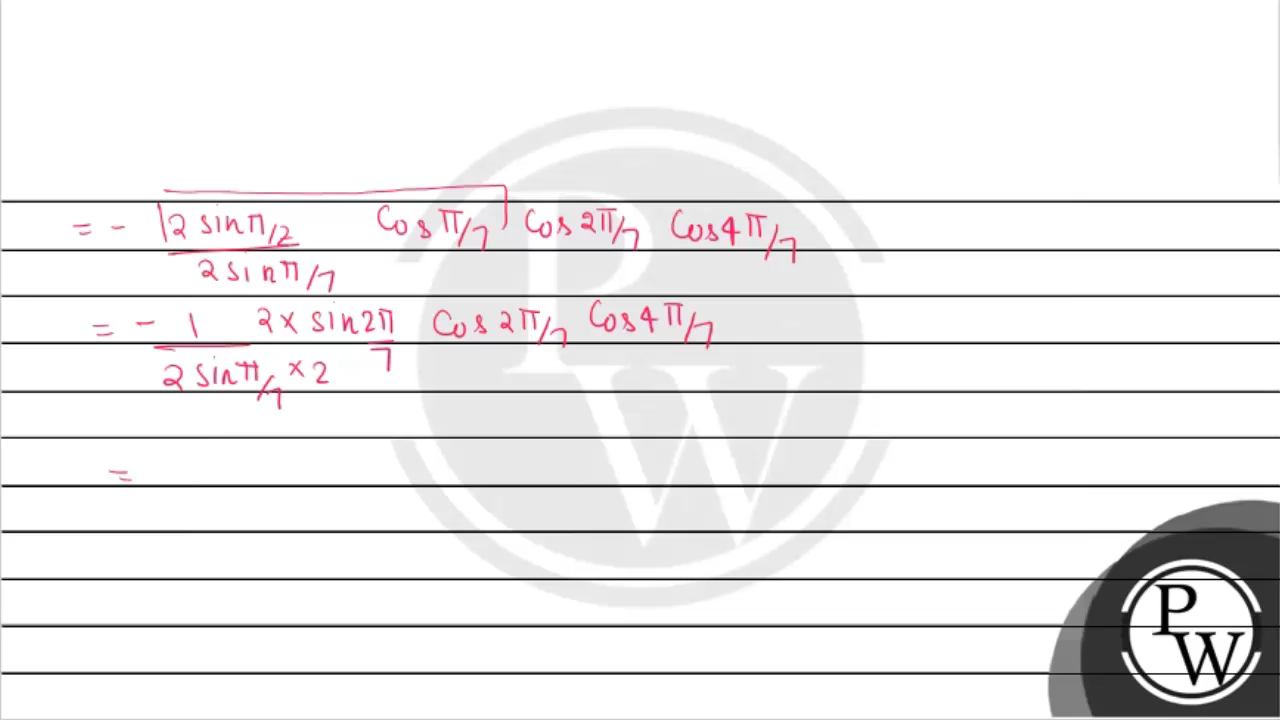 = - 2 sin π/2 / 2 sin π/7 Cos π/7 Cos 2π/7 Cos 4π/7
= - 1 / 2 sin π/7 × 2 2 × sin 2π/7 Cos 2π/7 Cos 4π/7
=
P
W
P
W